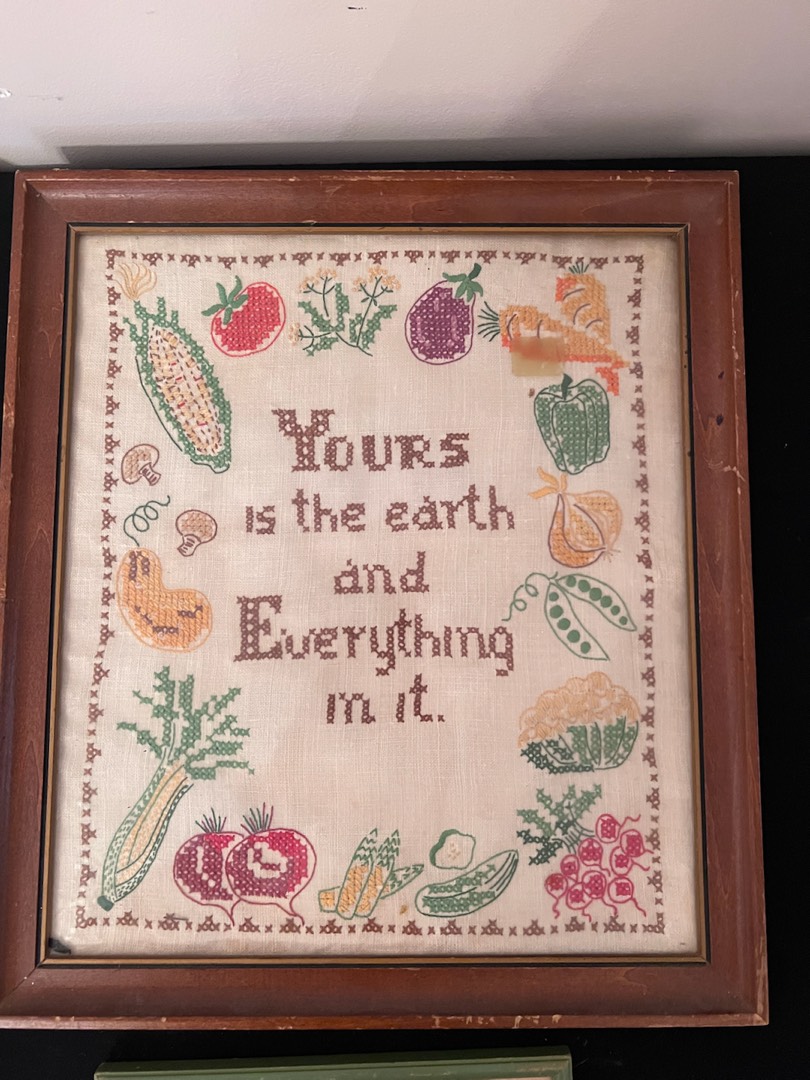 Yours
is the earth
and
Everything
in it.